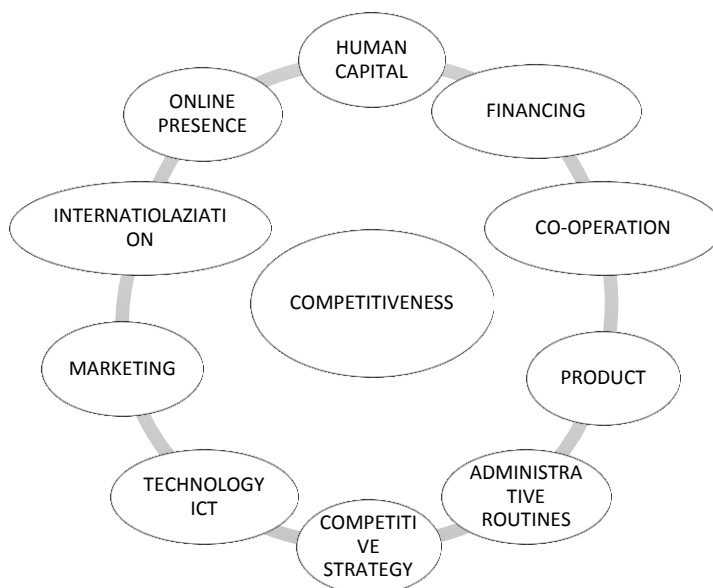 HUMAN
CAPITAL
FINANCING
CO-OPERATION
PRODUCT
ADMINISTRA
TIVE
ROUTINES
COMPETITI
VE
STRATEGY
TECHNOLOGY
ICT
MARKETING
INTERNATIOLAZIATI
ON
ONLINE
PRESENCE
COMPETITIVENESS